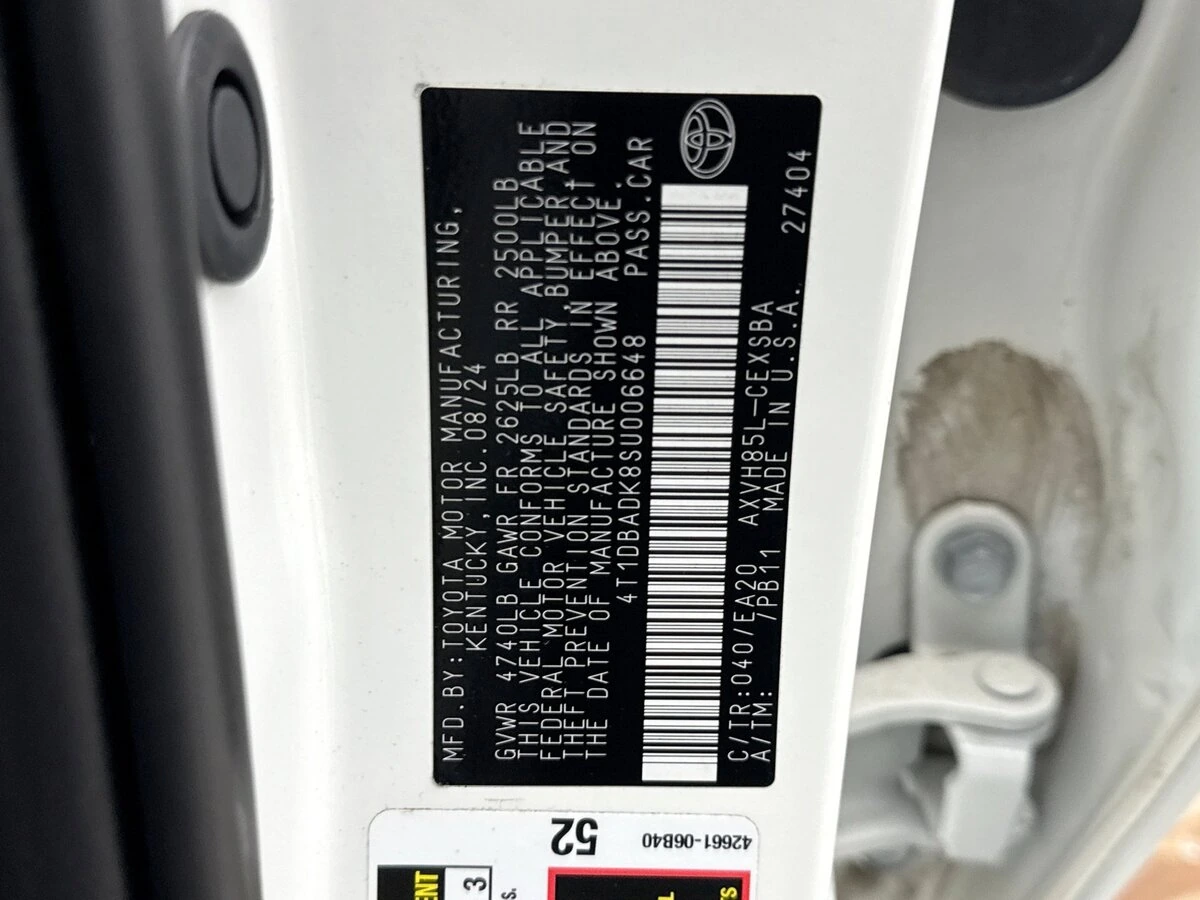 MFD.BY:TOYOTA MOTOR MANUFACTURING,
KENTUCKY,INC.08/24
GVWR 4740LB GAWR FR 2625LB RR 2500LB
THIS VEHICLE CONFORMS TO ALL APPLICABLE
FEDERAL MOTOR VEHICLE SAFETY,BUMPER,AND
THEFT PREVENTION STANDARDS IN EFFECT ON
THE DATE OF MANUFACTURE SHOWN ABOVE.
4T1DBADK8SU006648 PASS.CAR
C/TR:040/EA20 AXVH85L-CEXSBA
A/TM: /PB11 MADE IN U.S.A. 27404
52
42661-06B40
3